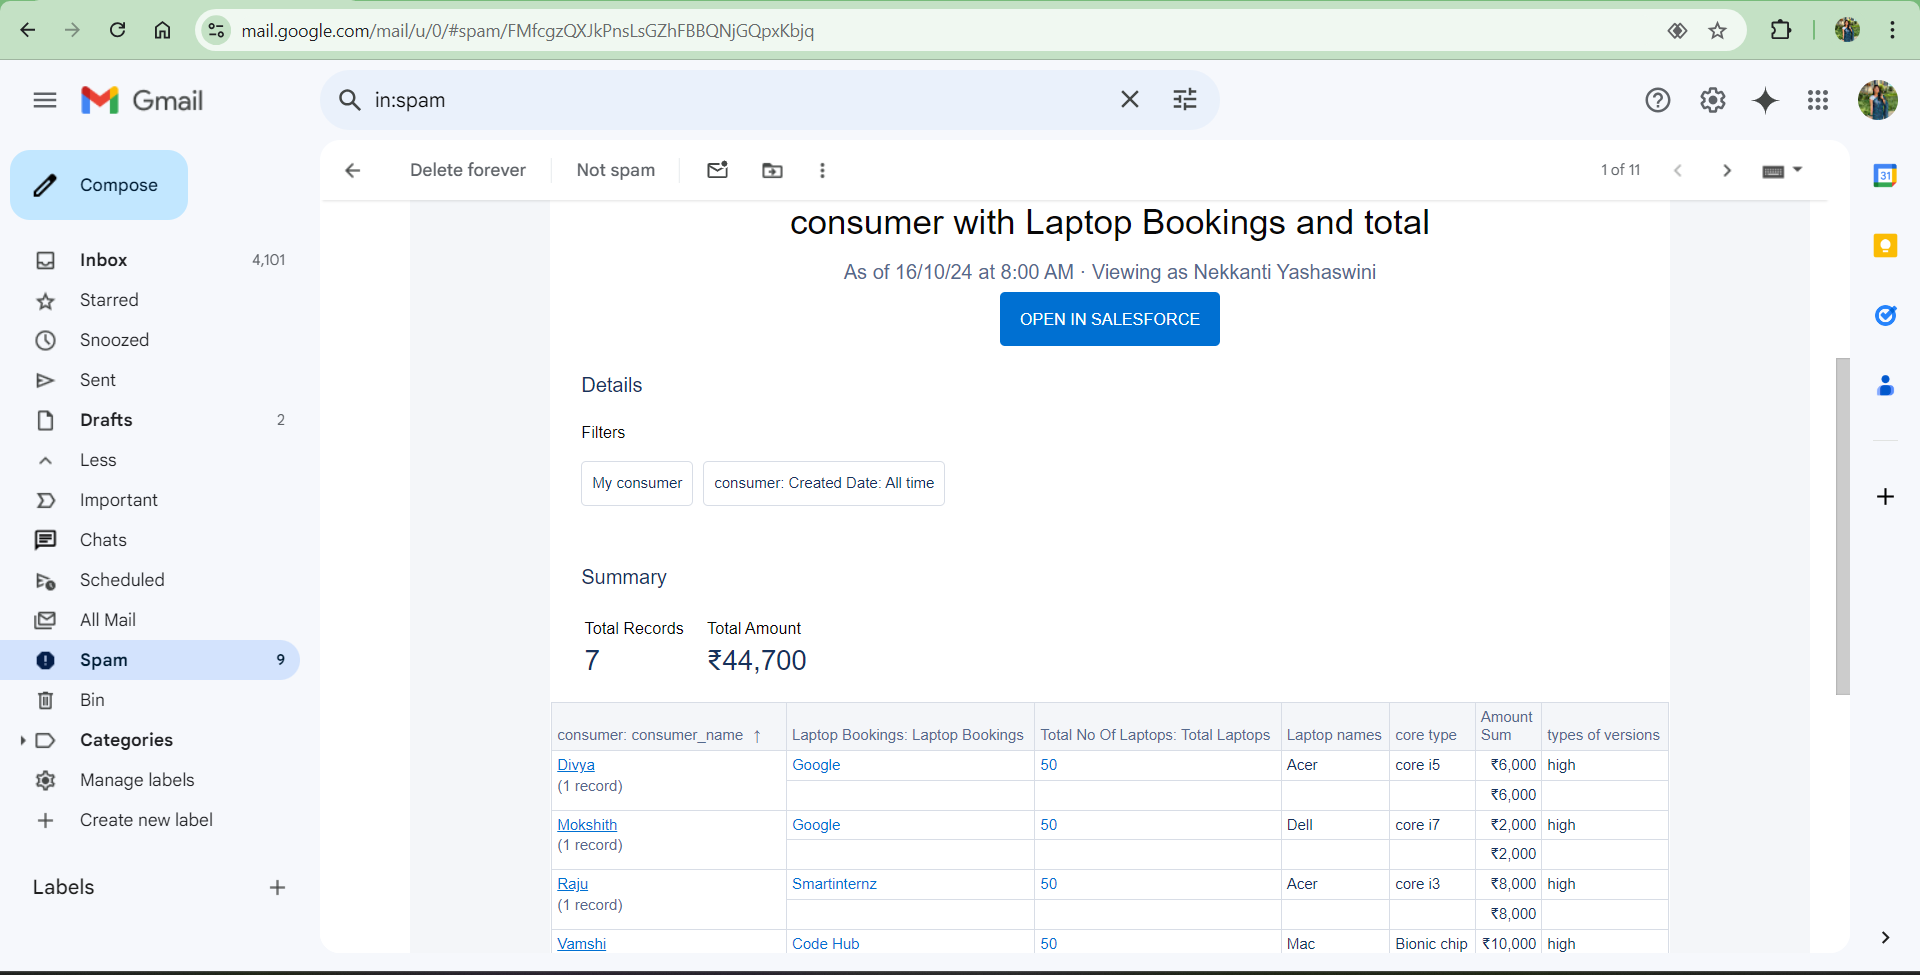 mail.google.com/mail/u/0/#spam/FMfcgzQXJkPnsLsGZhFBBQNjGQpxKbjq
Gmail
in:spam
Compose
Delete forever
Not spam
1 of 11
Inbox 4,101
Starred
Snoozed
Sent
Drafts 2
Less
Important
Chats
Scheduled
All Mail
Spam 9
Bin
Categories
Manage labels
Create new label
Labels
consumer with Laptop Bookings and total
As of 16/10/24 at 8:00 AM · Viewing as Nekkanti Yashaswini
OPEN IN SALESFORCE
Details
Filters
My consumer consumer: Created Date: All time
Summary
Total Records Total Amount
7 ₹44,700
consumer: consumer_name ↑ Laptop Bookings: Laptop Bookings Total No Of Laptops: Total Laptops Laptop names core type Amount Sum types of versions
Divya Google 50 Acer core i5 ₹6,000 high
(1 record) ₹6,000
Mokshith Google 50 Dell core i7 ₹2,000 high
(1 record) ₹2,000
Raju Smartinternz 50 Acer core i3 ₹8,000 high
(1 record) ₹8,000
Vamshi Code Hub 50 Mac Bionic chip ₹10,000 high
31